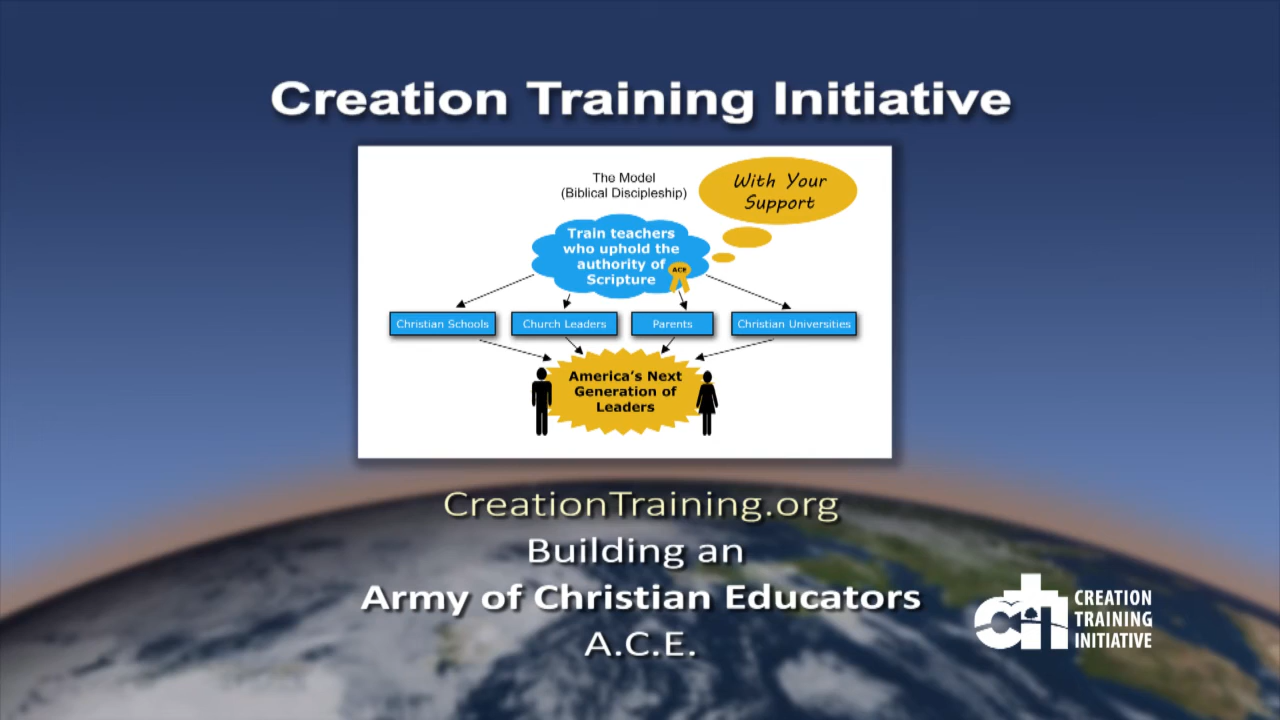 Creation Training Initiative
The Model
(Biblical Discipleship)
With Your
Support
Train teachers
who uphold the
authority of
Scripture
ACE
Christian Schools
Church Leaders
Parents
Christian Universities
America's Next
Generation of
Leaders
CreationTraining.org
Building an
Army of Christian Educators
A.C.E.
cti
CREATION
TRAINING
INITIATIVE